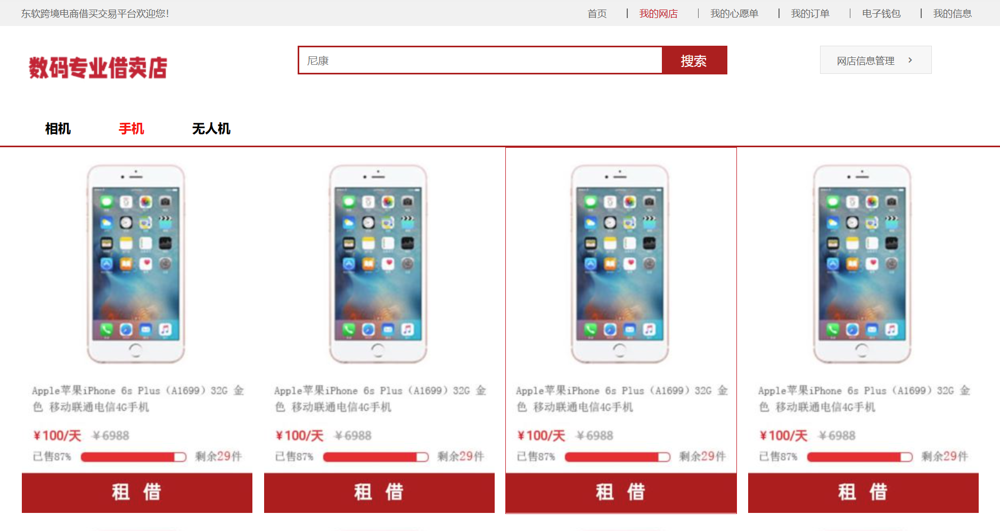 东软跨境电商借买交易平台欢迎您!
首页 | 我的网店 | 我的心愿单 | 我的订单 | 电子钱包 | 我的信息
数码专业借卖店
尼康 搜索
网店信息管理 >
相机 手机 无人机
Apple苹果iPhone 6s Plus（A1699）32G 金
色 移动联通电信4G手机
¥100/天 ¥6988
已售87% 剩余29件
租 借
Apple苹果iPhone 6s Plus（A1699）32G 金
色 移动联通电信4G手机
¥100/天 ¥6988
已售87% 剩余29件
租 借
Apple苹果iPhone 6s Plus（A1699）32G 金
色 移动联通电信4G手机
¥100/天 ¥6988
已售87% 剩余29件
租 借
Apple苹果iPhone 6s Plus（A1699）32G 金
色 移动联通电信4G手机
¥100/天 ¥6988
已售87% 剩余29件
租 借